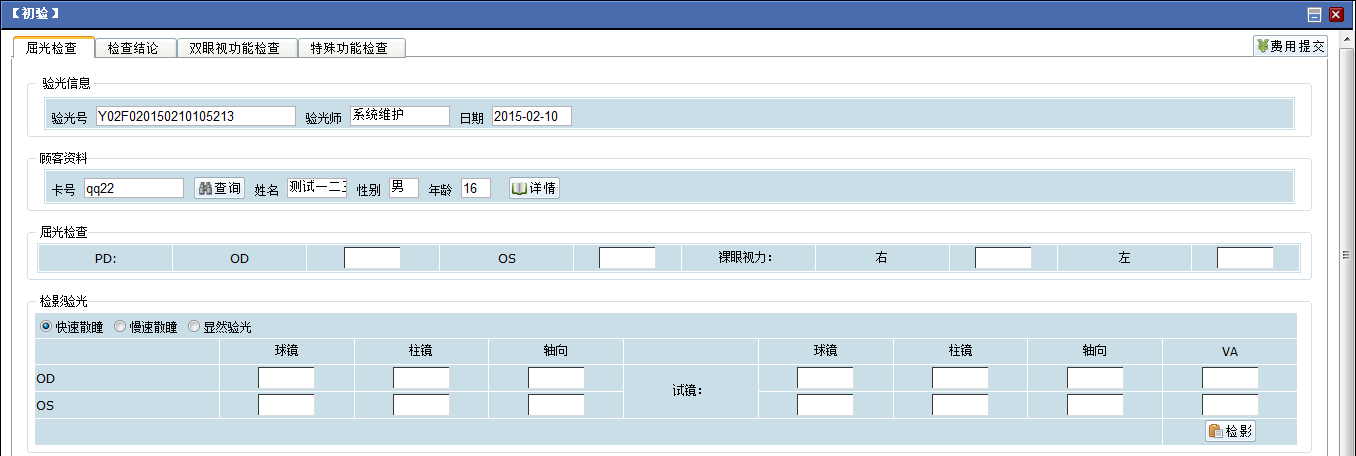 【初验】
屈光检查 检查结论 双眼视功能检查 特殊功能检查 费用提交
验光信息
验光号 Y02F020150210105213 验光师 系统维护 日期 2015-02-10
顾客资料
卡号 qq22 查询 姓名 测试一二 性别 男 年龄 16 详情
屈光检查
PD: OD OS 裸眼视力: 右 左
检影验光
快速散瞳 慢速散瞳 显然验光
球镜 柱镜 轴向 球镜 柱镜 轴向 VA
OD
试镜:
OS
检影